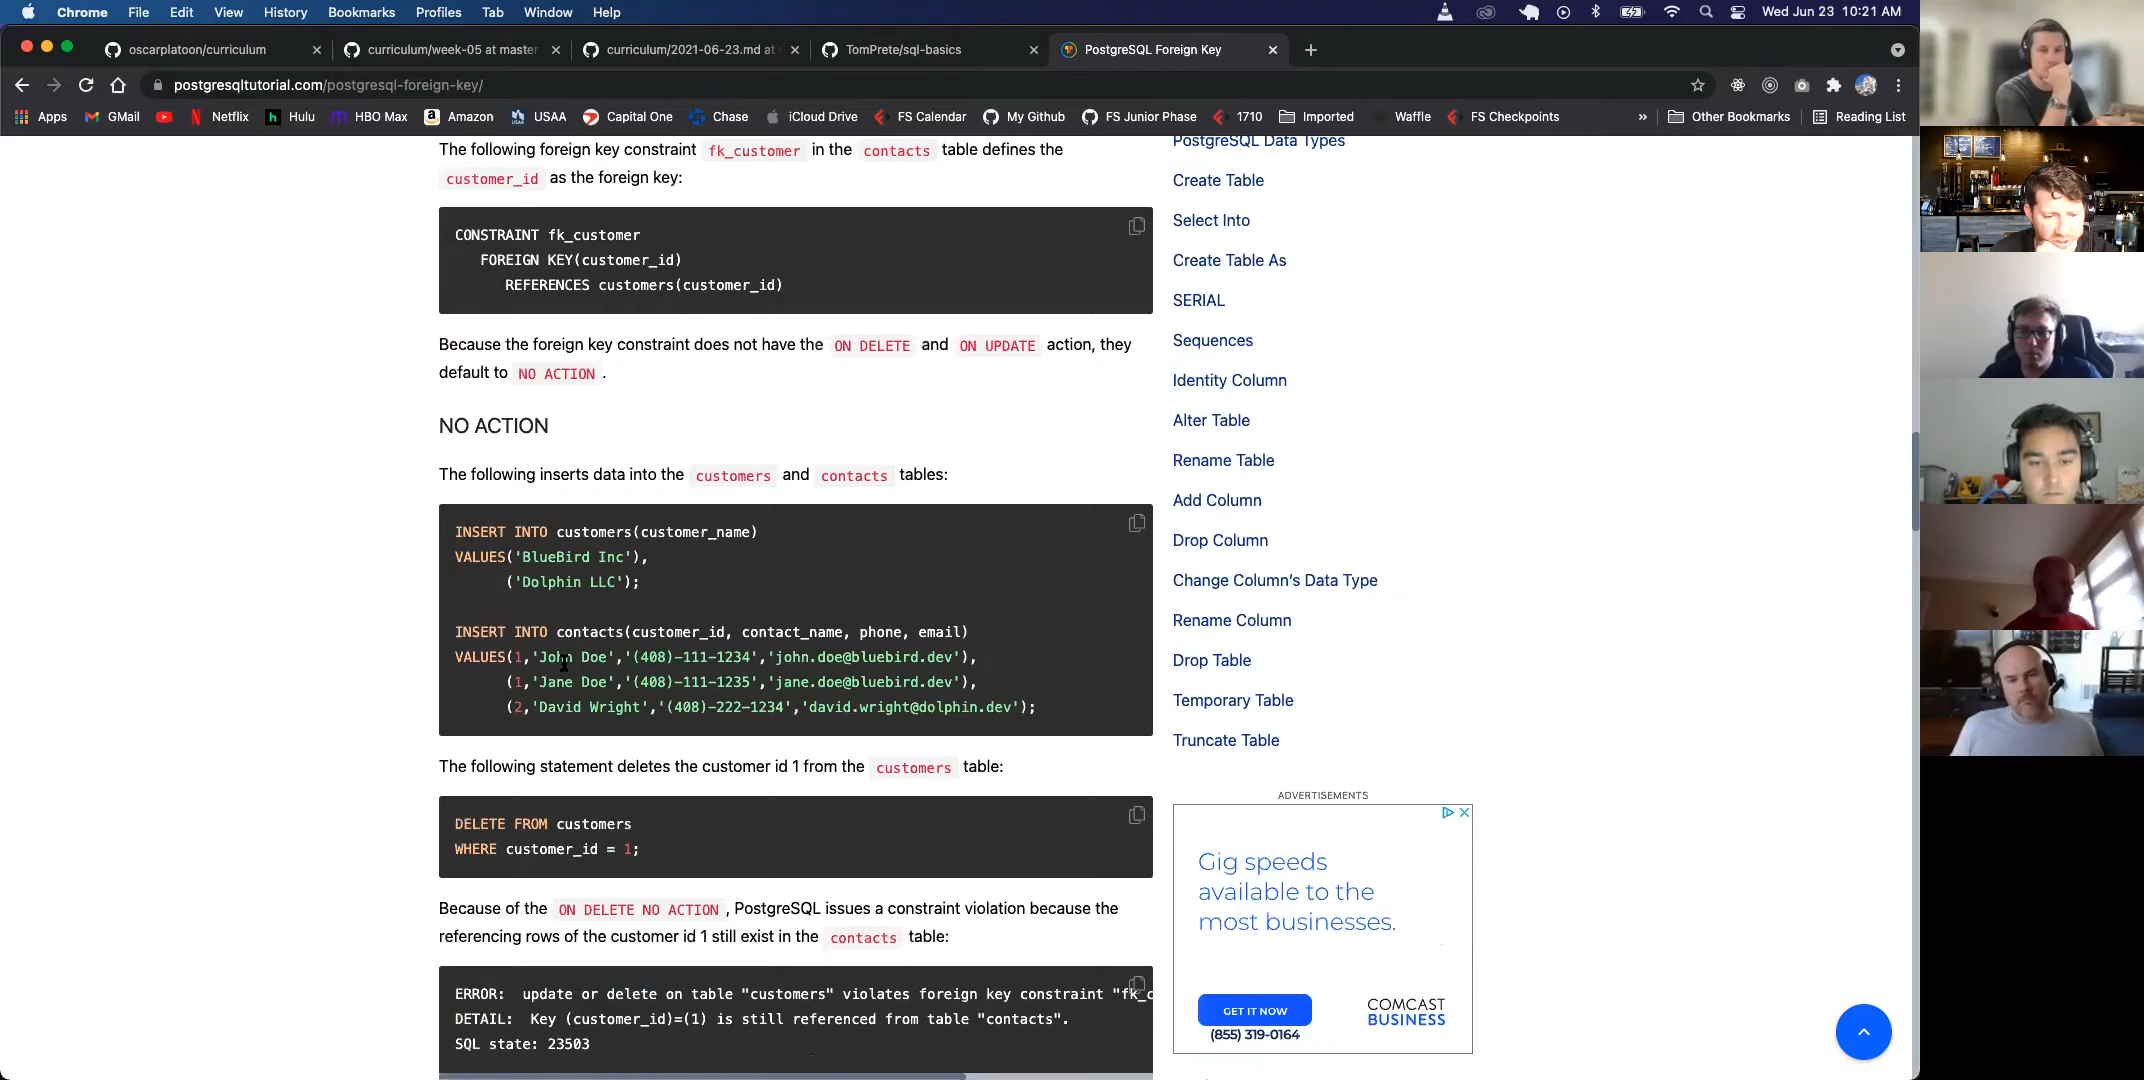 Chrome File Edit View History Bookmarks Profiles Tab Window Help Wed Jun 23 10:21 AM
oscarplatoon/curriculum
curriculum/week-05 at master
curriculum/2021-06-23.md at
TomPrete/sql-basics
PostgreSQL Foreign Key
postgresqltutorial.com/postgresql-foreign-key/
Apps GMail Netflix Hulu HBO Max Amazon USAA Capital One Chase iCloud Drive FS Calendar My Github FS Junior Phase 1710 Imported Waffle FS Checkpoints » Other Bookmarks Reading List
The following foreign key constraint fk_customer in the contacts table defines the
customer_id as the foreign key:
CONSTRAINT fk_customer
FOREIGN KEY(customer_id)
REFERENCES customers(customer_id)
Because the foreign key constraint does not have the ON DELETE and ON UPDATE action, they
default to NO ACTION .
NO ACTION
The following inserts data into the customers and contacts tables:
INSERT INTO customers(customer_name)
VALUES('BlueBird Inc'),
('Dolphin LLC');
INSERT INTO contacts(customer_id, contact_name, phone, email)
VALUES(1,'John Doe','(408)-111-1234','john.doe@bluebird.dev'),
(1,'Jane Doe','(408)-111-1235','jane.doe@bluebird.dev'),
(2,'David Wright','(408)-222-1234','david.wright@dolphin.dev');
The following statement deletes the customer id 1 from the customers table:
DELETE FROM customers
WHERE customer_id = 1;
Because of the ON DELETE NO ACTION , PostgreSQL issues a constraint violation because the
referencing rows of the customer id 1 still exist in the contacts table:
ERROR: update or delete on table "customers" violates foreign key constraint "fk_c
DETAIL: Key (customer_id)=(1) is still referenced from table "contacts".
SQL state: 23503
PostgreSQL Data Types
Create Table
Select Into
Create Table As
SERIAL
Sequences
Identity Column
Alter Table
Rename Table
Add Column
Drop Column
Change Column's Data Type
Rename Column
Drop Table
Temporary Table
Truncate Table
ADVERTISEMENTS
Gig speeds
available to the
most businesses.
GET IT NOW
(855) 319-0164
COMCAST
BUSINESS